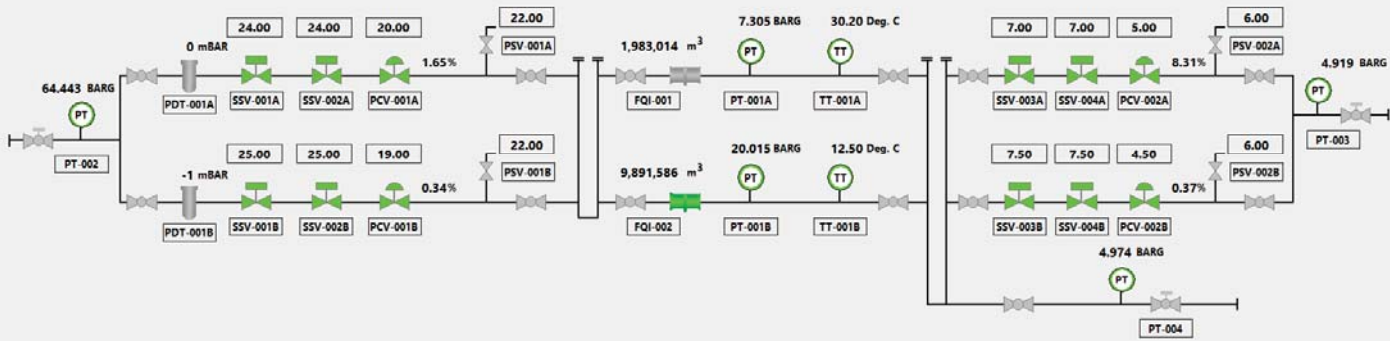 24.00 24.00 20.00 22.00 7.305 BARG 30.20 Deg. C 7.00 7.00 5.00 6.00
0 mBAR 1,983,014 m³
PSV-001A PSV-002A
1.65% PT TT 8.31% 4.919 BARG
64.443 BARG
PDT-001A SSV-001A SSV-002A PCV-001A FQI-001 PT-001A TT-001A SSV-003A SSV-004A PCV-002A PT
PT
PT-003
25.00 25.00 19.00 22.00 20.015 BARG 12.50 Deg. C 7.50 7.50 4.50 6.00
PT-002
-1 mBAR 9,891,586 m³
PSV-001B PSV-002B
0.34% PT TT 0.37%
PDT-001B SSV-001B SSV-002B PCV-001B FQI-002 PT-001B TT-001B SSV-003B SSV-004B PCV-002B
4.974 BARG
PT
PT-004